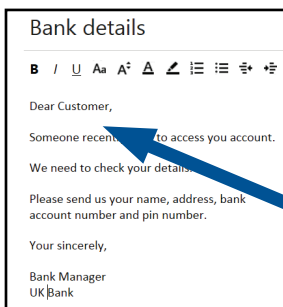 Bank details
B I U Aa A A
Dear Customer,
Someone recent to access you account.
We need to check your details.
Please send us your name, address, bank
account number and pin number.
Your sincerely,
Bank Manager
UK Bank